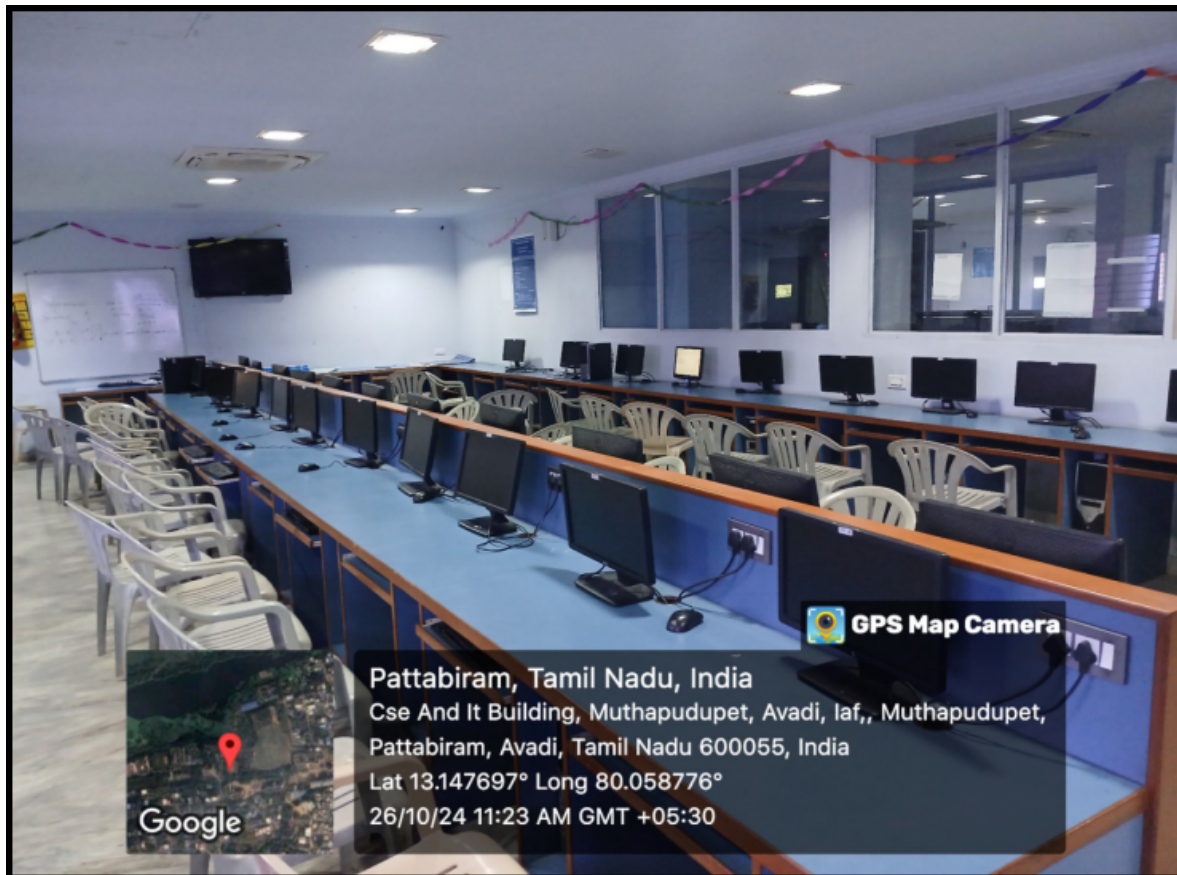 GPS Map Camera
Pattabiram, Tamil Nadu, India
Cse And It Building, Muthapudupet, Avadi, Iaf,, Muthapudupet,
Pattabiram, Avadi, Tamil Nadu 600055, India
Lat 13.147697° Long 80.058776°
26/10/24 11:23 AM GMT +05:30
Google